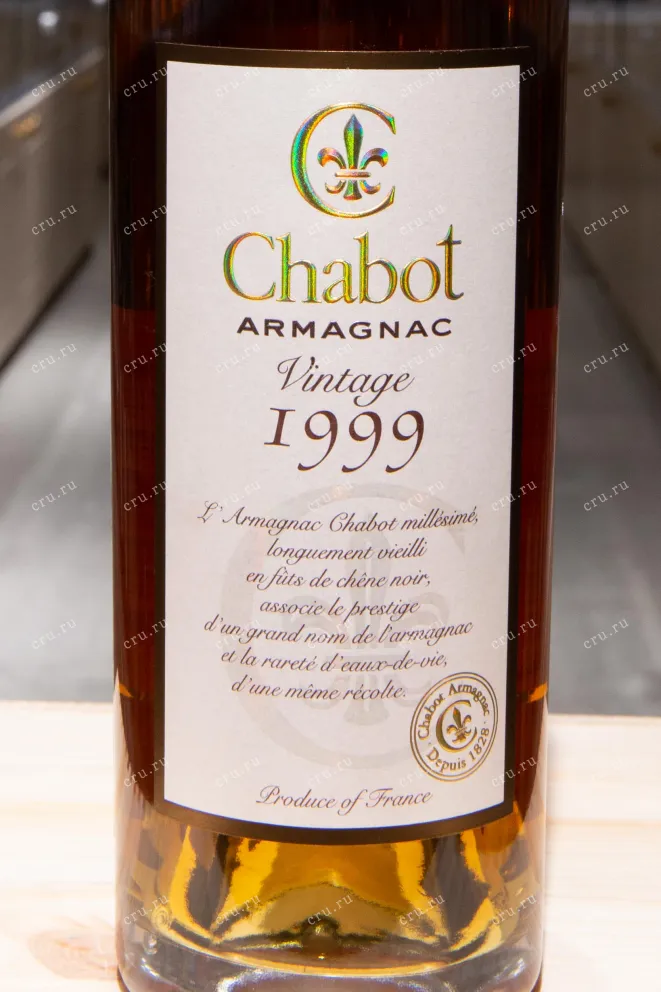 C
Chabot
ARMAGNAC
Vintage
1999
L'Armagnac Chabot millésimé,
longuement vieilli
en fûts de chêne noir,
associe le prestige
d'un grand nom de l'armagnac
et la rareté d'eaux-de-vie,
d'une même récolte.
Chabot Armagnac
C
Depuis 1828
Produce of France
cru.ru